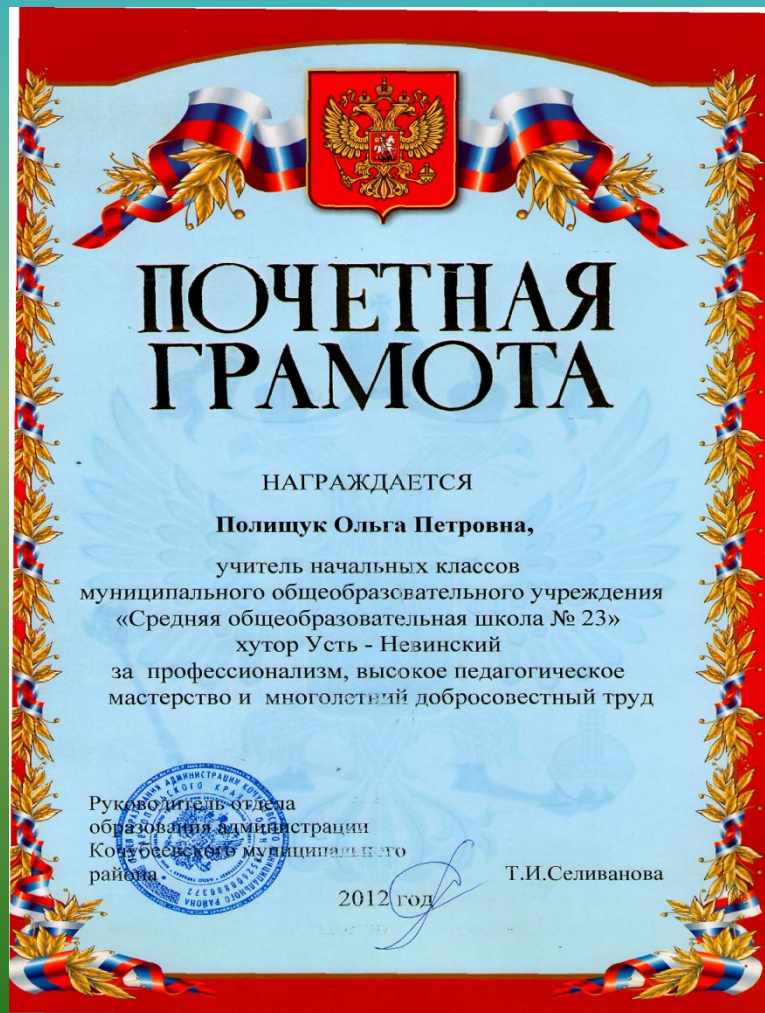 ПОЧЕТНАЯ
ГРАМОТА
НАГРАЖДАЕТСЯ
Полищук Ольга Петровна,
учитель начальных классов
муниципального общеобразовательного учреждения
«Средняя общеобразовательная школа № 23»
хутор Усть - Невинский
за профессионализм, высокое педагогическое
мастерство и многолетний добросовестный труд
Руководитель отдела
образования администрации
Кочубеевского муниципального
района
Т.И.Селиванова
2012 год